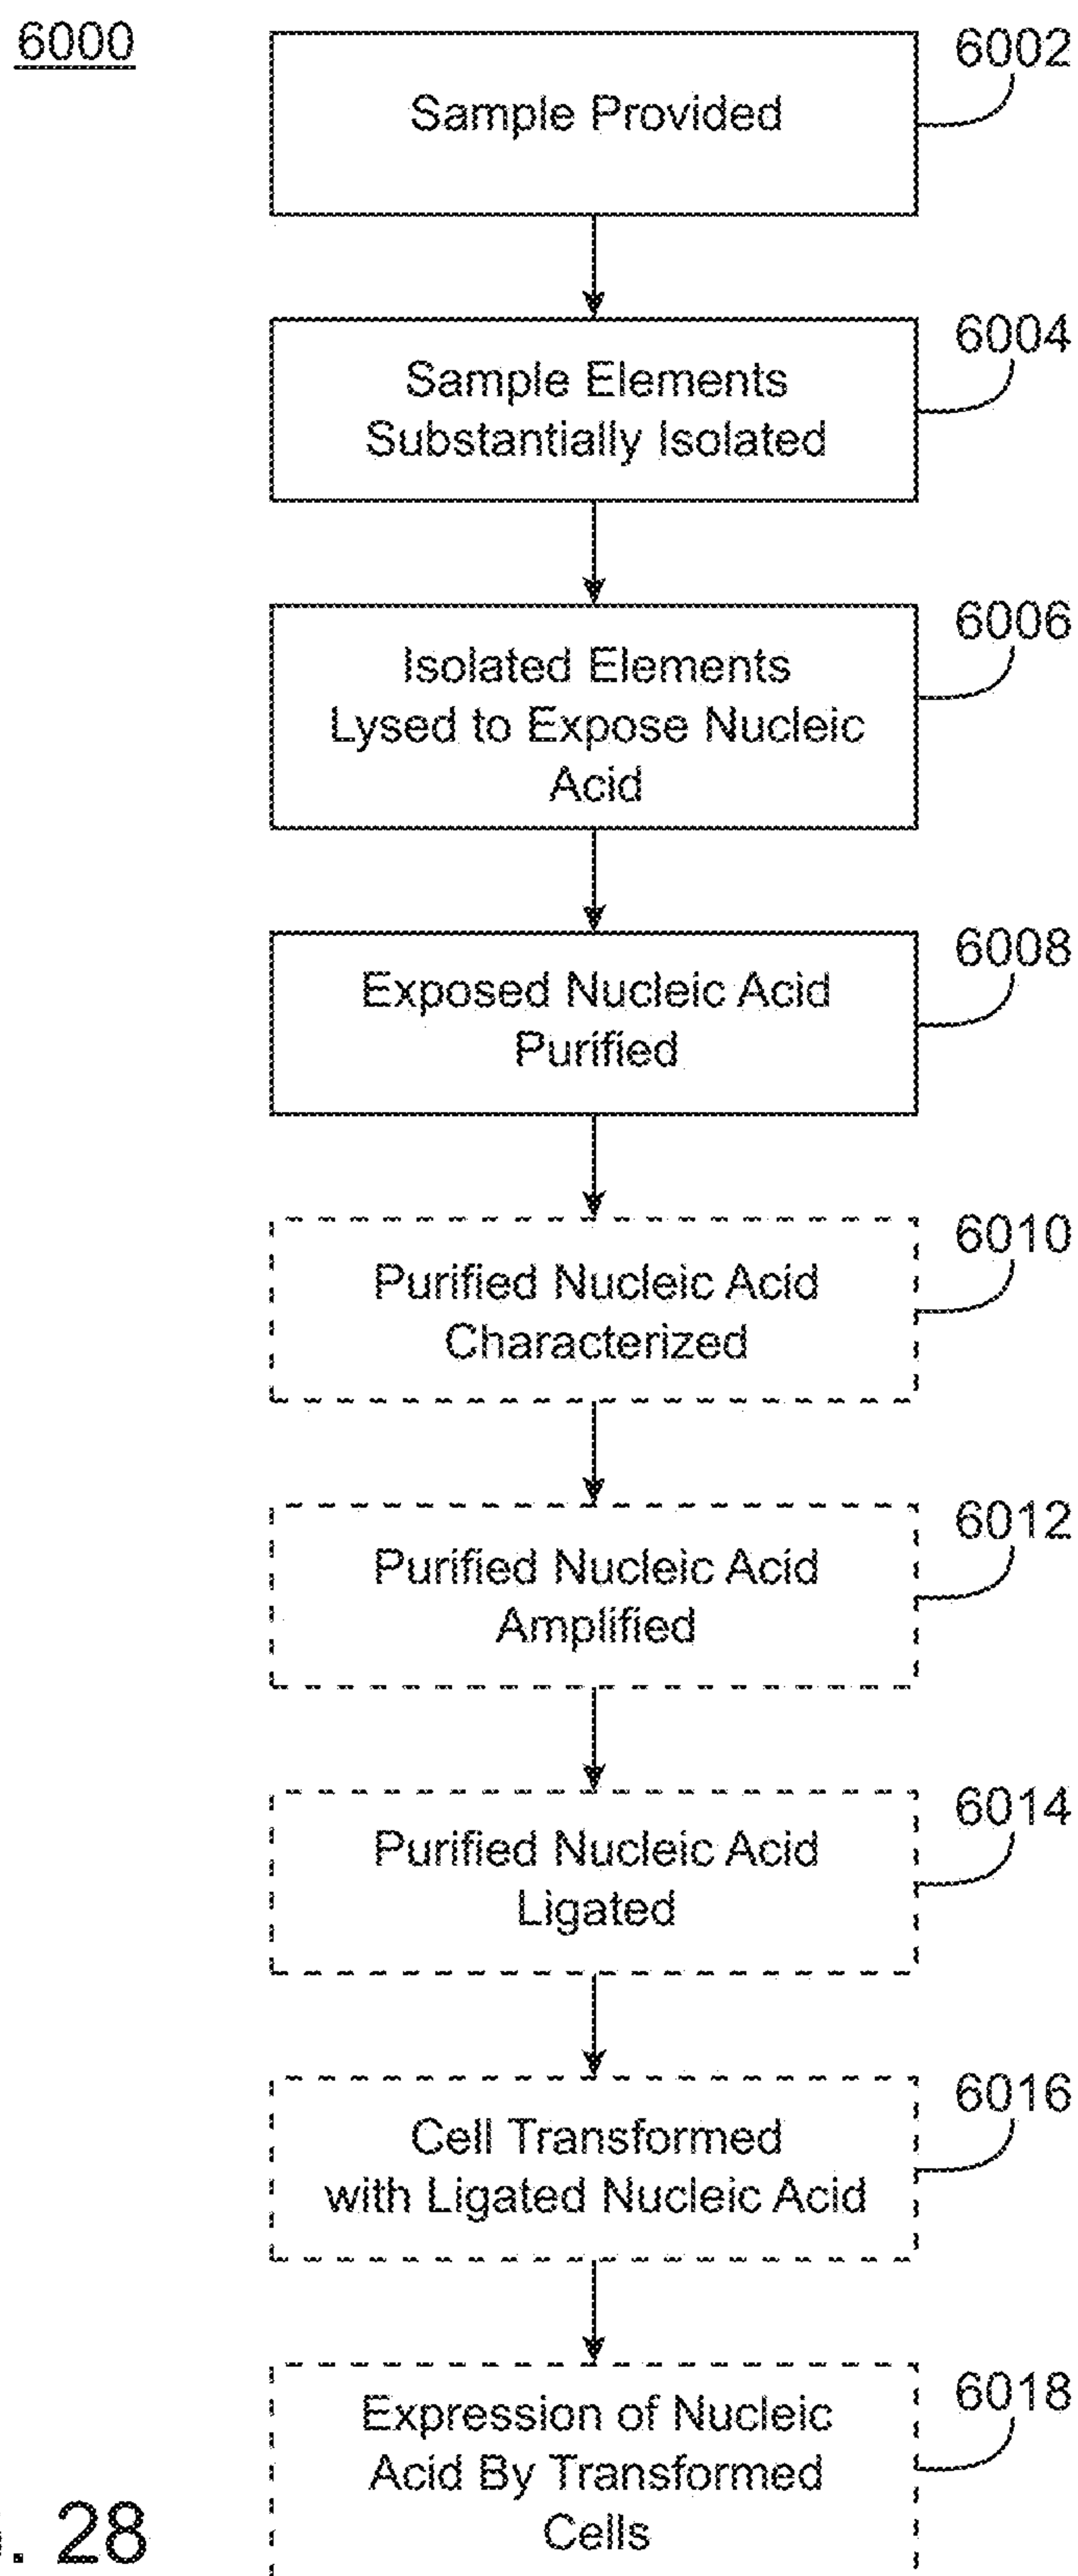 6000
6002
Sample Provided
6004
Sample Elements
Substantially Isolated
6006
Isolated Elements
Lysed to Expose Nucleic
Acid
6008
Exposed Nucleic Acid
Purified
6010
Purified Nucleic Acid
Characterized
6012
Purified Nucleic Acid
Amplified
6014
Purified Nucleic Acid
Ligated
6016
Cell Transformed
with Ligated Nucleic Acid
6018
Expression of Nucleic
Acid By Transformed
Cells
. 28